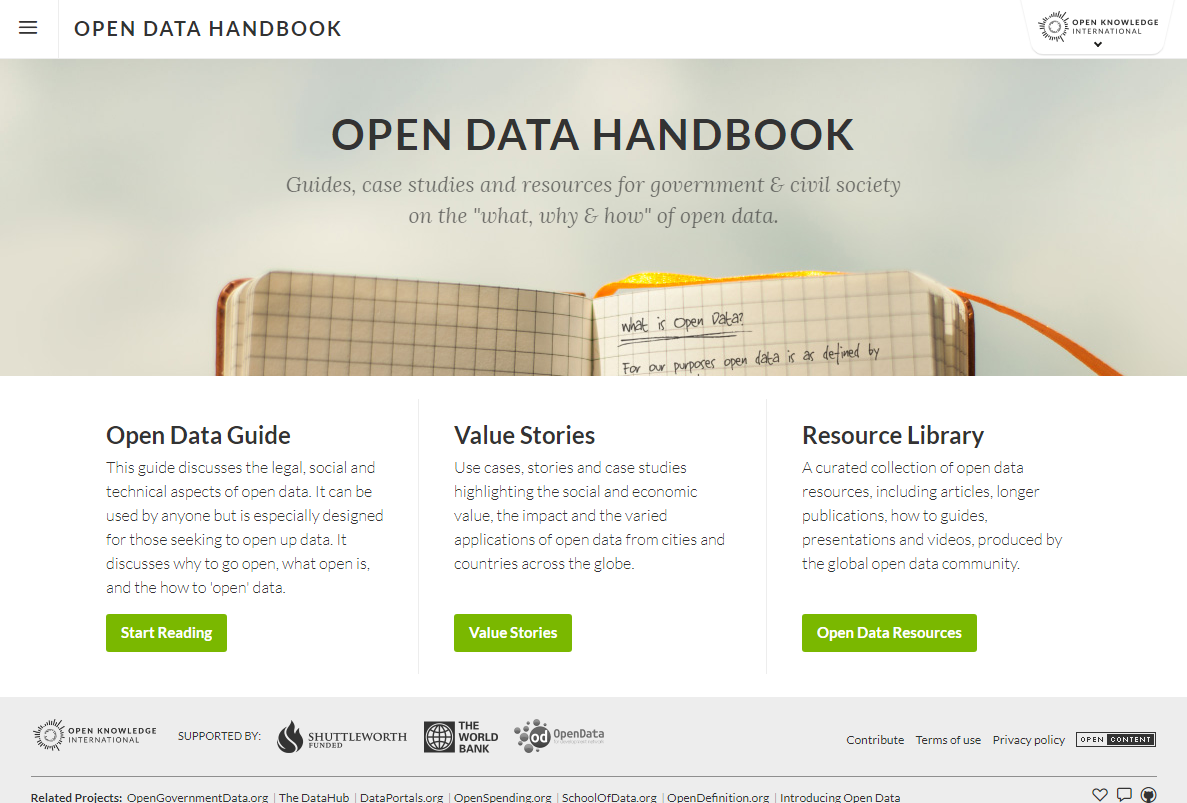 OPEN DATA HANDBOOK
OPEN KNOWLEDGE
INTERNATIONAL
OPEN DATA HANDBOOK
Guides, case studies and resources for government & civil society
on the "what, why & how" of open data.
What is Open Data?
For our purposes open data is as defined by
Open Data Guide
This guide discusses the legal, social and
technical aspects of open data. It can be
used by anyone but is especially designed
for those seeking to open up data. It
discusses why to go open, what open is,
and the how to 'open' data.
Start Reading
Value Stories
Use cases, stories and case studies
highlighting the social and economic
value, the impact and the varied
applications of open data from cities and
countries across the globe.
Value Stories
Resource Library
A curated collection of open data
resources, including articles, longer
publications, how to guides,
presentations and videos, produced by
the global open data community.
Open Data Resources
OPEN KNOWLEDGE
INTERNATIONAL
SUPPORTED BY:
SHUTTLEWORTH
FUNDED
THE
WORLD
BANK
od
OpenData
for development network
Contribute Terms of use Privacy policy OPEN CONTENT
Related Projects: OpenGovernmentData.org | The DataHub | DataPortals.org | OpenSpending.org | SchoolOfData.org | OpenDefinition.org | Introducing Open Data